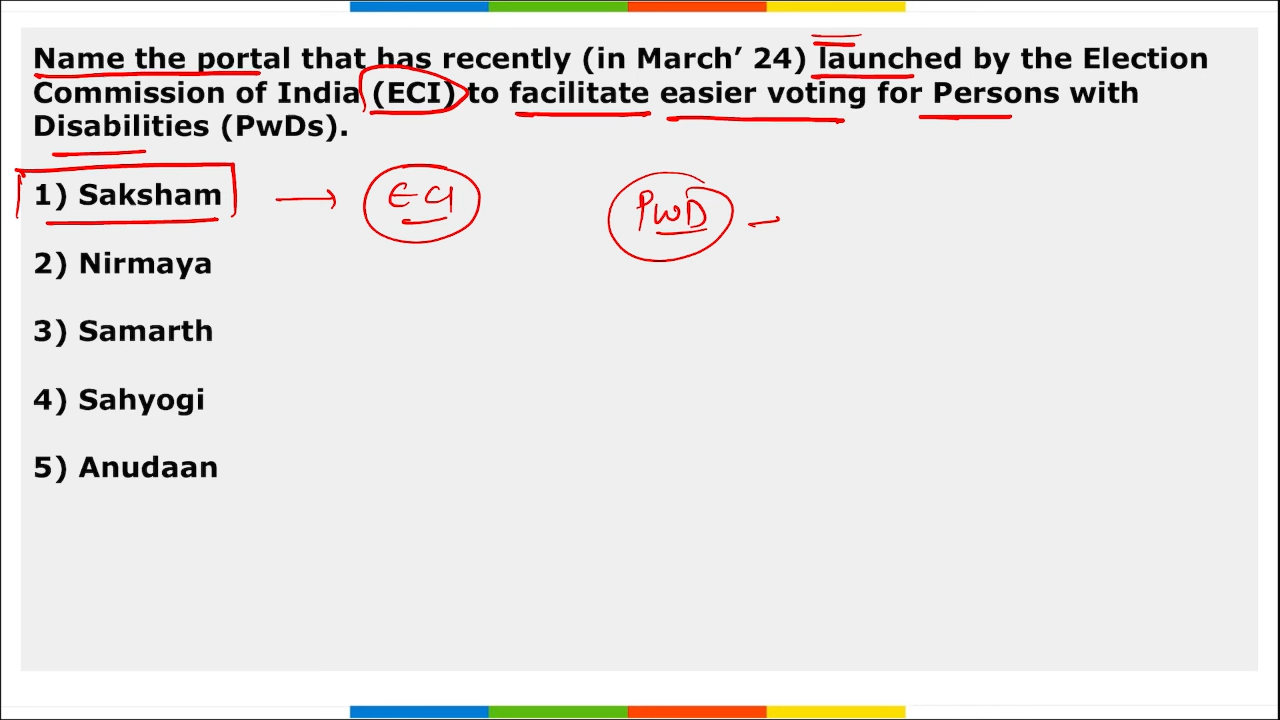 Name the portal that has recently (in March’ 24) launched by the Election
Commission of India (ECI) to facilitate easier voting for Persons with
Disabilities (PwDs).
1) Saksham → ECI PWD
2) Nirmaya
3) Samarth
4) Sahyogi
5) Anudaan